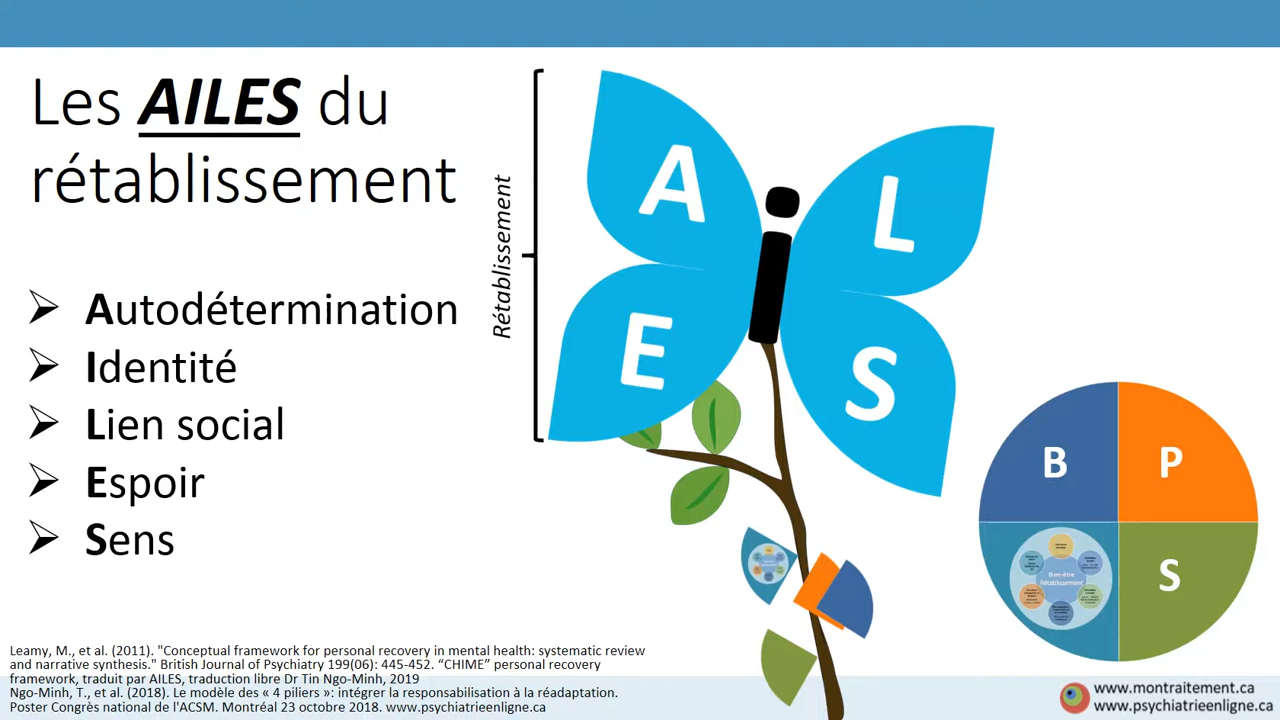 Les AILES du
rétablissement
Autodétermination
Identité
Lien social
Espoir
Sens
Rétablissement
A
L
E
S
B
P
S
Bien-être
Rétablissement
Leamy, M., et al. (2011). "Conceptual framework for personal recovery in mental health: systematic review
and narrative synthesis." British Journal of Psychiatry 199(06): 445-452. “CHIME” personal recovery
framework, traduit par AILES, traduction libre Dr Tin Ngo-Minh, 2019
Ngo-Minh, T., et al. (2018). Le modèle des « 4 piliers »: intégrer la responsabilisation à la réadaptation.
Poster Congrès national de l'ACSM. Montréal 23 octobre 2018. www.psychiatrieenligne.ca
www.montraitement.ca
www.psychiatrieenligne.ca